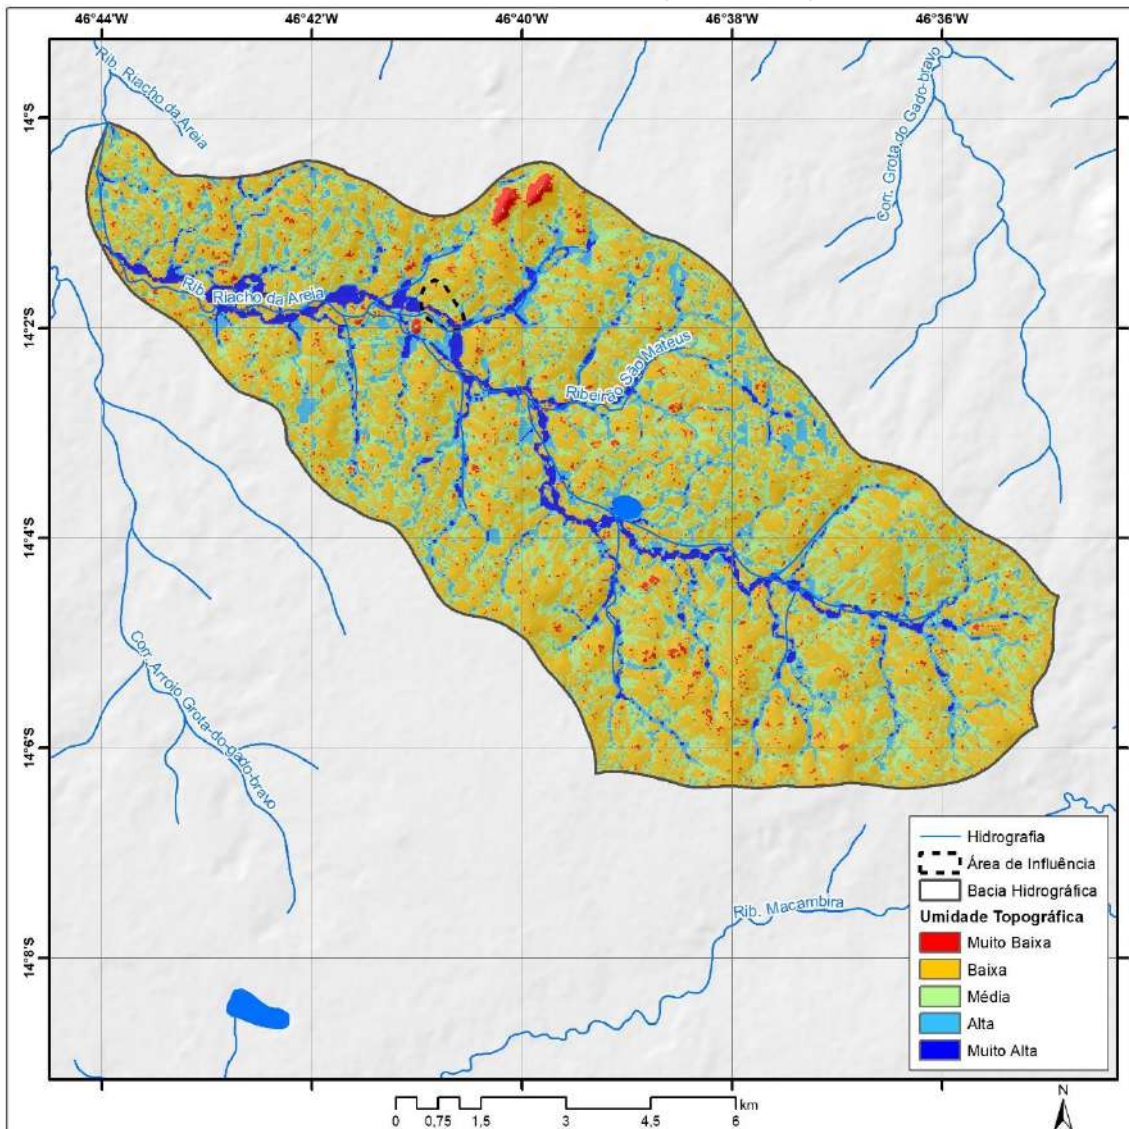 46°44'W
46°42'W
46°40'W
46°38'W
46°36'W
14°S
14°2'S
14°4'S
14°6'S
14°8'S
Rib. Riacho da Areia
Corr. Grota do Gado-bravo
Rib. Riacho da Areia
Ribeirão São Mateus
Corr. Arroio Grota-do-gado-bravo
Rib. Macambira
Hidrografia
Área de Influência
Bacia Hidrográfica
Umidade Topográfica
Muito Baixa
Baixa
Média
Alta
Muito Alta
N
km
0 0,75 1,5 3 4,5 6